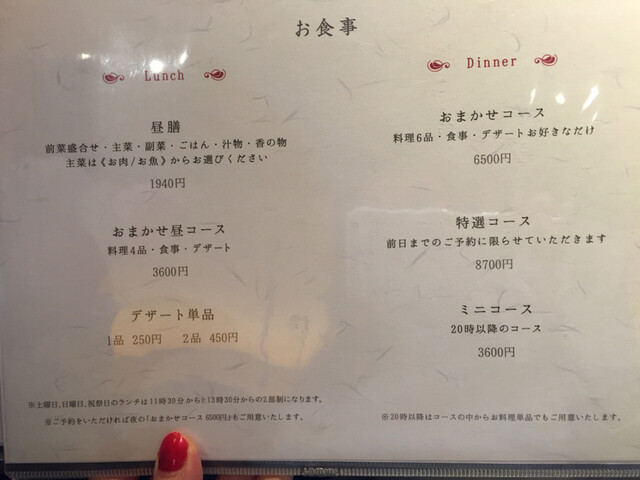 お食事
Lunch
昼膳
前菜盛合せ・主菜・副菜・ごはん・汁物・香の物
主菜は《お肉/お魚》からお選びください
1940円
おまかせ昼コース
料理4品・食事・デザート
3600円
デザート単品
1品 250円 2品 450円
※土曜日、日曜日、祝祭日のランチは11時30分からと13時30分からの2部制になります。
※ご予約をいただければ夜の「おまかせコース6500円」もご用意いたします。
Dinner
おまかせコース
料理6品・食事・デザートお好きなだけ
6500円
特選コース
前日までのご予約に限らせていただきます
8700円
ミニコース
20時以降のコース
3600円
※20時以降はコースの中からお料理単品でもご用意いたします。